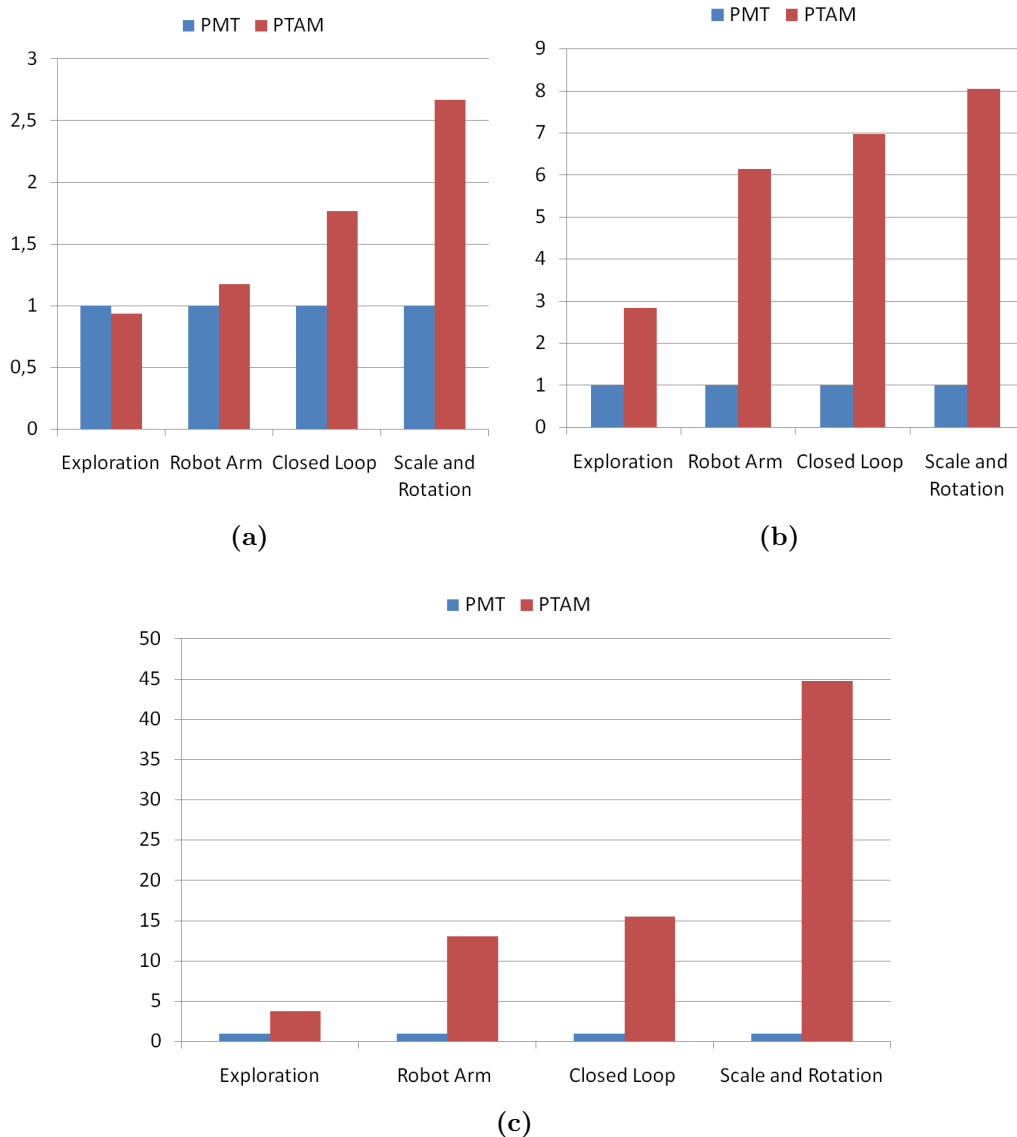 PMT PTAM
3
2,5
2
1,5
1
0,5
0
Exploration Robot Arm Closed Loop Scale and
Rotation
(a)
PMT PTAM
9
8
7
6
5
4
3
2
1
0
Exploration Robot Arm Closed Loop Scale and
Rotation
(b)
PMT PTAM
50
45
40
35
30
25
20
15
10
5
0
Exploration Robot Arm Closed Loop Scale and Rotation
(c)